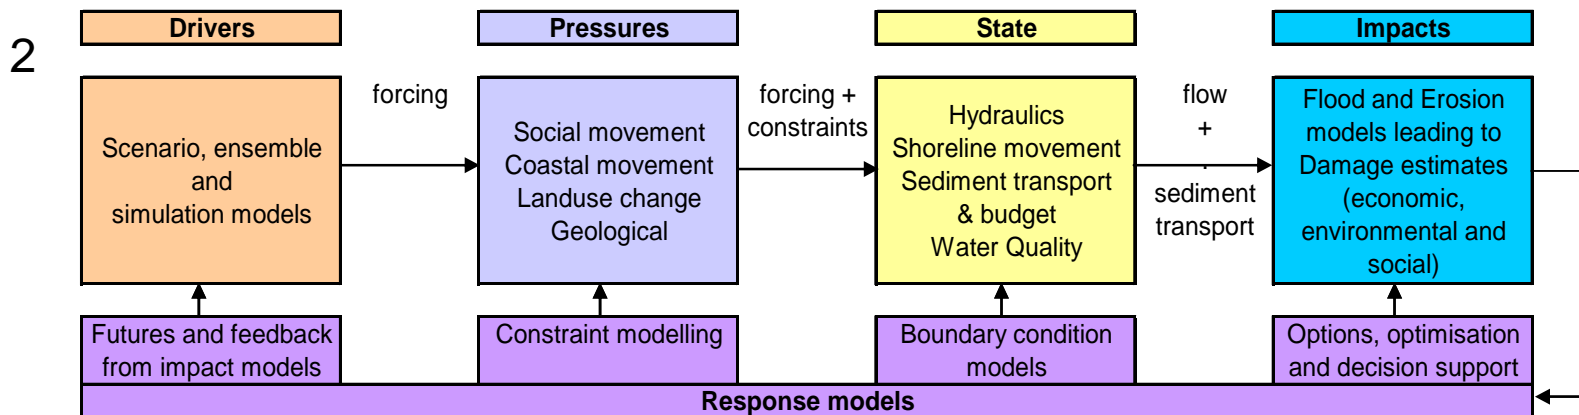 2
Drivers
Pressures
State
Impacts
Scenario, ensemble
and
simulation models
forcing
Social movement
Coastal movement
Landuse change
Geological
forcing +
constraints
Hydraulics
Shoreline movement
Sediment transport
& budget
Water Quality
flow
+
.
sediment
transport
Flood and Erosion
models leading to
Damage estimates
(economic,
environmental and
social)
Futures and feedback
from impact models
Constraint modelling
Boundary condition
models
Options, optimisation
and decision support
Response models